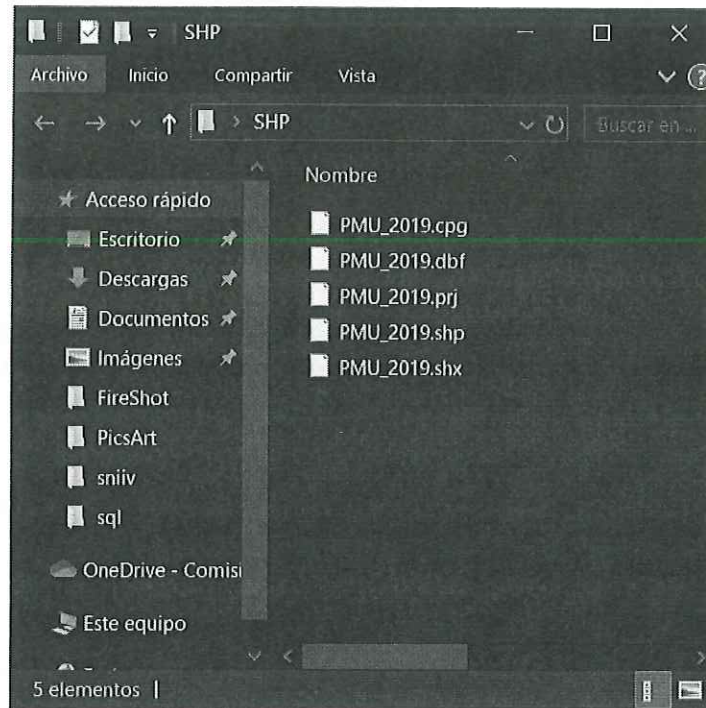 SHP
Archivo Inicio Compartir Vista
SHP
Buscar en ...
Nombre
Acceso rápido
Escritorio
Descargas
Documentos
Imágenes
FireShot
PicsArt
sniiv
sql
OneDrive - Comisi
Este equipo
PMU_2019.cpg
PMU_2019.dbf
PMU_2019.prj
PMU_2019.shp
PMU_2019.shx
5 elementos